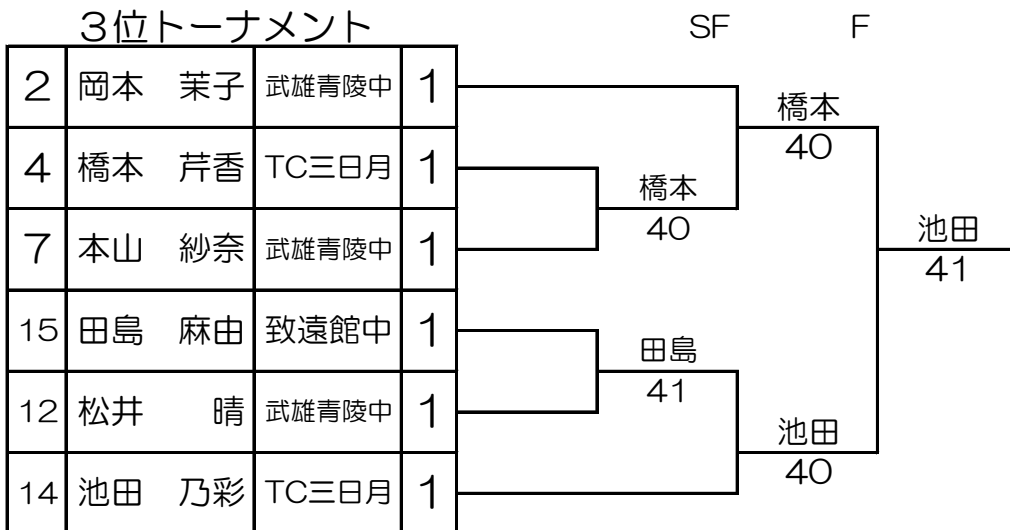 ３位トーナメント SF F
2 岡本 茉子 武雄青陵中 1
橋本
40
4 橋本 芹香 TC三日月 1
橋本
40
7 本山 紗奈 武雄青陵中 1
池田
41
15 田島 麻由 致遠館中 1
田島
41
12 松井 晴 武雄青陵中 1
池田
40
14 池田 乃彩 TC三日月 1